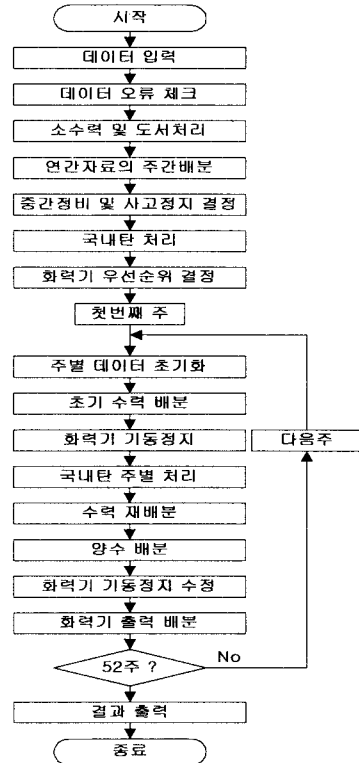 시작
데이터 입력
데이터 오류 체크
소수력 및 도서처리
연간자료의 주간배분
중간정비 및 사고정지 결정
국내탄 처리
화력기 우선순위 결정
첫번째 주
주별 데이터 초기화
초기 수력 배분
화력기 기동정지
다음주
국내탄 주별 처리
수력 재배분
양수 배분
화력기 기동정지 수정
화력기 출력 배분
52주 ?
No
결과 출력
종료